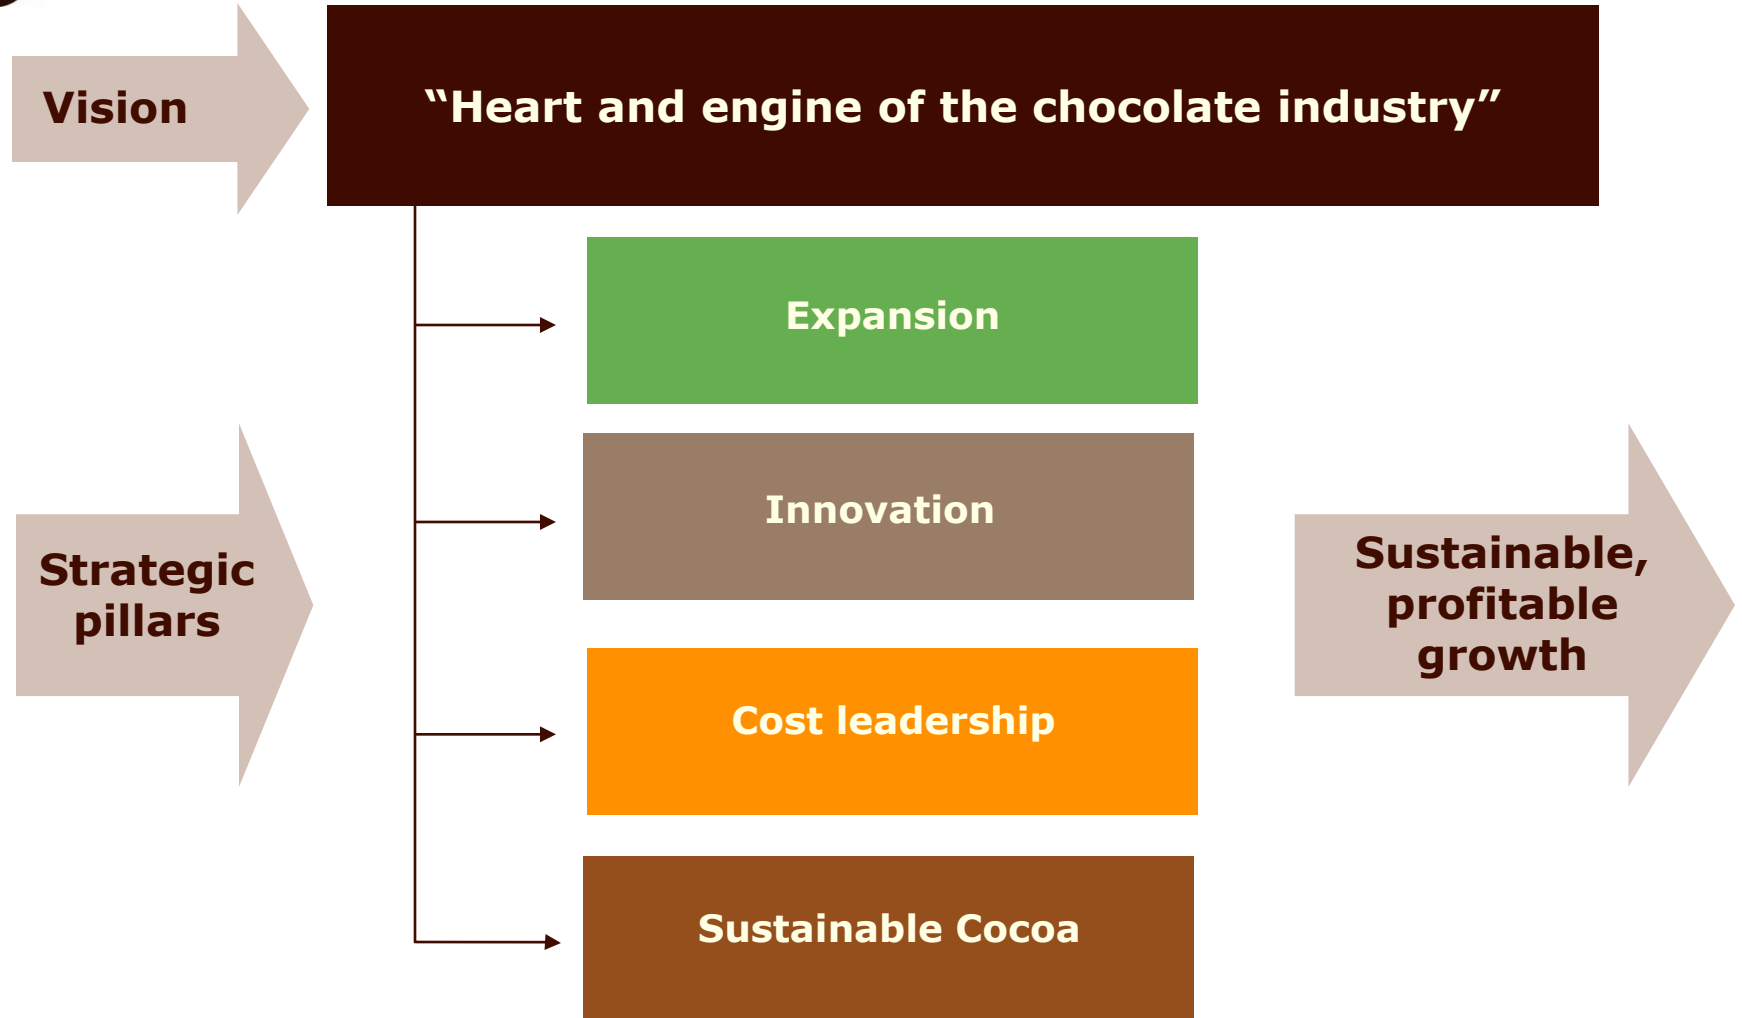 Vision
“Heart and engine of the chocolate industry”
Expansion
Innovation
Strategic
pillars
Sustainable,
profitable
growth
Cost leadership
Sustainable Cocoa